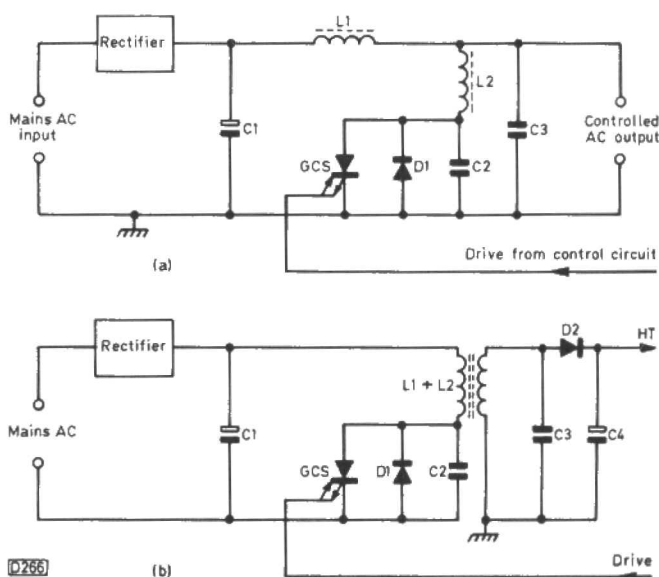 L1
Rectifier
L2
Mains AC
input
C1
GCS
D1
C2
C3
Controlled
AC output
(a)
Drive from control circuit
Rectifier
D2
HT
L1 + L2
Mains AC
C1
GCS
D1
C2
C3
C4
D266
(b)
Drive